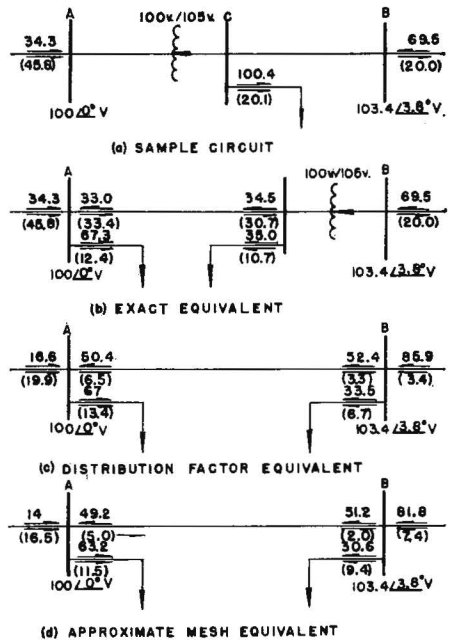 A 100v./105v. C B
34.3 100.4 69.5
(45.8) (20.1) (20.0)
100/0° V 103.4/3.8° V
(a) SAMPLE CIRCUIT
A 100v/105v. B
34.3 33.0 34.5 69.5
(45.8) (33.4) (30.7) (20.0)
67.3 35.0
(12.4) (10.7)
100/0° V 103.4/3.8° V
(b) EXACT EQUIVALENT
A B
16.6 50.4 52.4 85.9
(19.9) (6.5) (3.3) (3.4)
67 33.5
(13.4) (6.7)
100/0° V 103.4/3.8° V
(c) DISTRIBUTION FACTOR EQUIVALENT
A B
14 49.2 51.2 81.8
(16.5) (5.0) (2.0) (7.4)
63.2 30.6
(11.5) (9.4)
100/0° V 103.4/3.8° V
(d) APPROXIMATE MESH EQUIVALENT